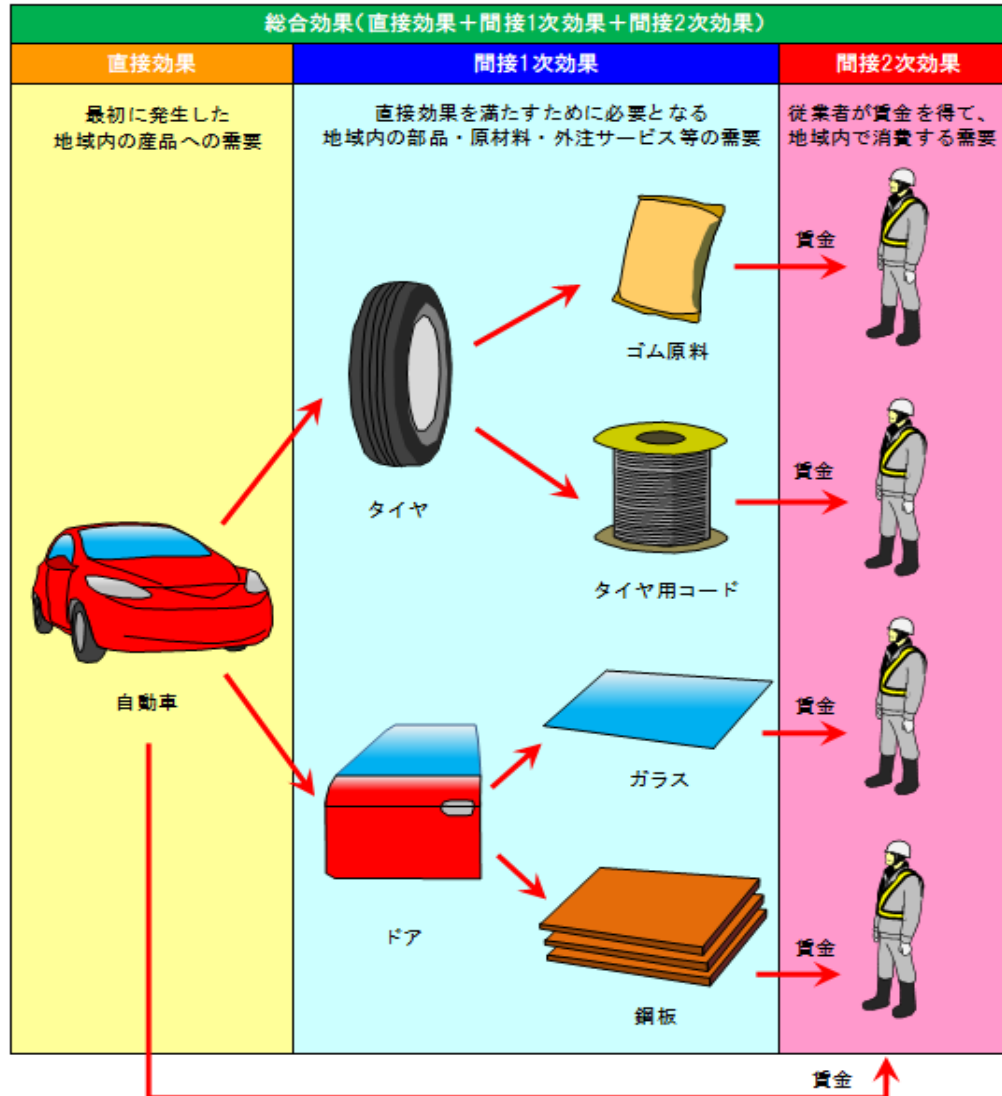 総合効果(直接効果＋間接1次効果＋間接2次効果)
直接効果
間接1次効果
間接2次効果
最初に発生した
地域内の産品への需要
直接効果を満たすために必要となる
地域内の部品・原材料・外注サービス等の需要
従業者が賃金を得て、
地域内で消費する需要
賃金
ゴム原料
タイヤ
賃金
タイヤ用コード
自動車
賃金
ガラス
ドア
賃金
鋼板
賃金